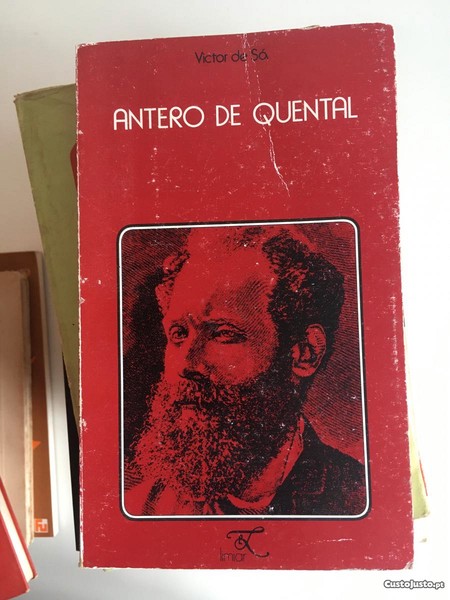 Victor de Sá
ANTERO DE QUENTAL
limiar
CustoJusto.pt